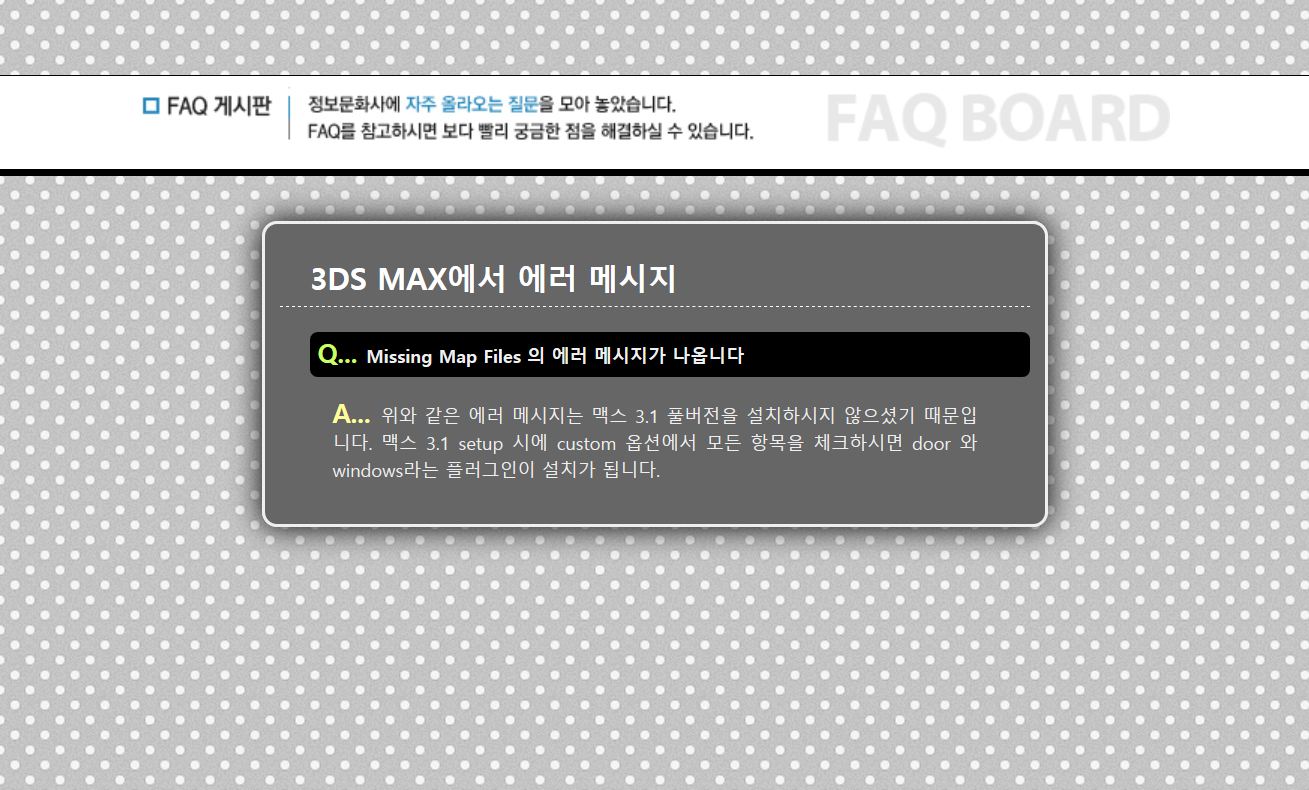 FAQ 게시판
정보문화사에 자주 올라오는 질문을 모아 놓았습니다.
FAQ를 참고하시면 보다 빨리 궁금한 점을 해결하실 수 있습니다.
FAQ BOARD
3DS MAX에서 에러 메시지
Q... Missing Map Files 의 에러 메시지가 나옵니다
A... 위와 같은 에러 메시지는 맥스 3.1 풀버전을 설치하시지 않으셨기 때문입
니다. 맥스 3.1 setup 시에 custom 옵션에서 모든 항목을 체크하시면 door 와
windows라는 플러그인이 설치가 됩니다.